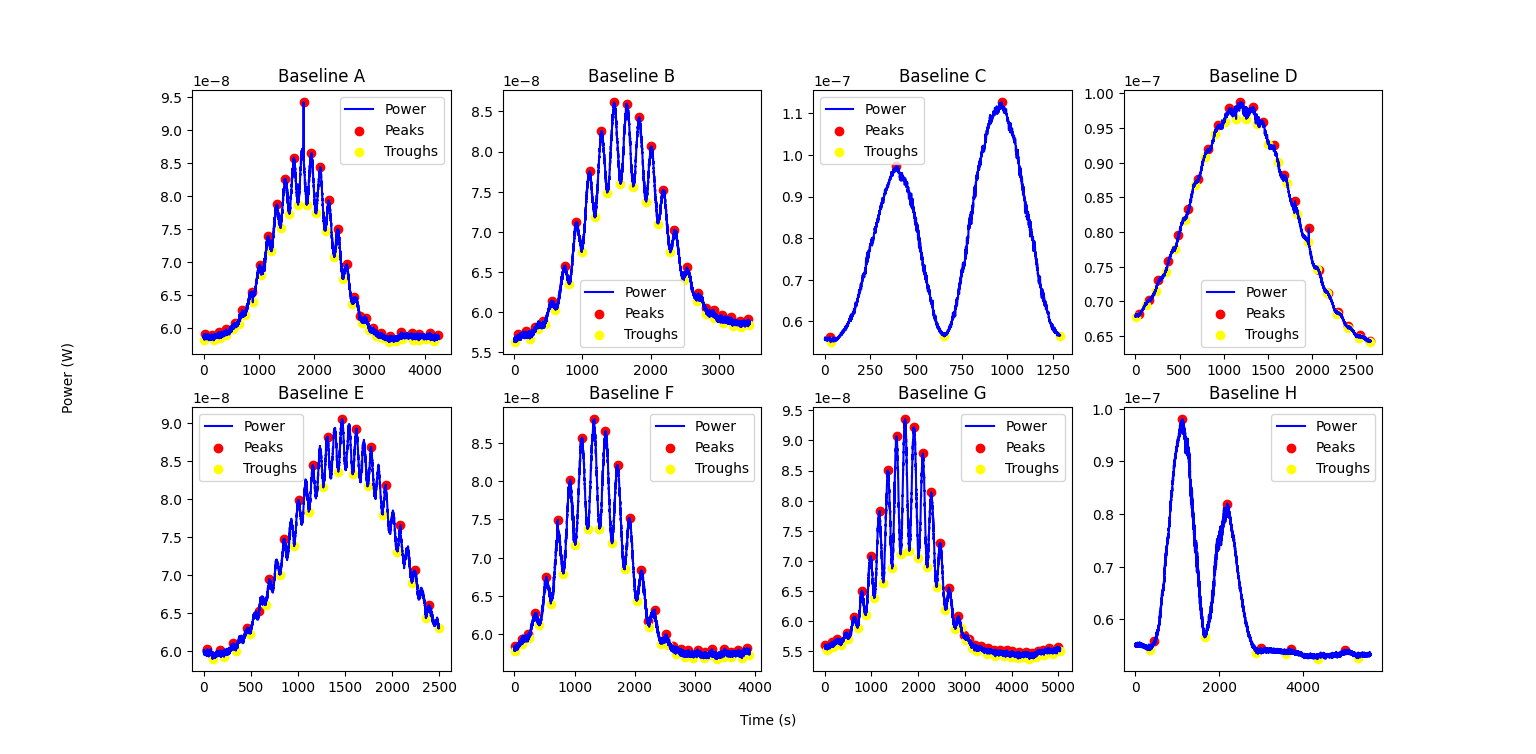 Baseline A
1e−8
Power
Peaks
Troughs
9.5
9.0
8.5
8.0
7.5
7.0
6.5
6.0
0 1000 2000 3000 4000
Baseline B
1e−8
Power
Peaks
Troughs
8.5
8.0
7.5
7.0
6.5
6.0
5.5
0 1000 2000 3000
Baseline C
1e−7
Power
Peaks
Troughs
1.1
1.0
0.9
0.8
0.7
0.6
0 250 500 750 1000 1250
Baseline D
1e−7
Power
Peaks
Troughs
1.00
0.95
0.90
0.85
0.80
0.75
0.70
0.65
0 500 1000 1500 2000 2500
Power (W)
Baseline E
1e−8
Power
Peaks
Troughs
9.0
8.5
8.0
7.5
7.0
6.5
6.0
0 500 1000 1500 2000 2500
Baseline F
1e−8
Power
Peaks
Troughs
8.5
8.0
7.5
7.0
6.5
6.0
0 1000 2000 3000 4000
Baseline G
1e−8
Power
Peaks
Troughs
9.5
9.0
8.5
8.0
7.5
7.0
6.5
6.0
5.5
0 1000 2000 3000 4000 5000
Baseline H
1e−7
Power
Peaks
Troughs
1.0
0.9
0.8
0.7
0.6
0 2000 4000
Time (s)